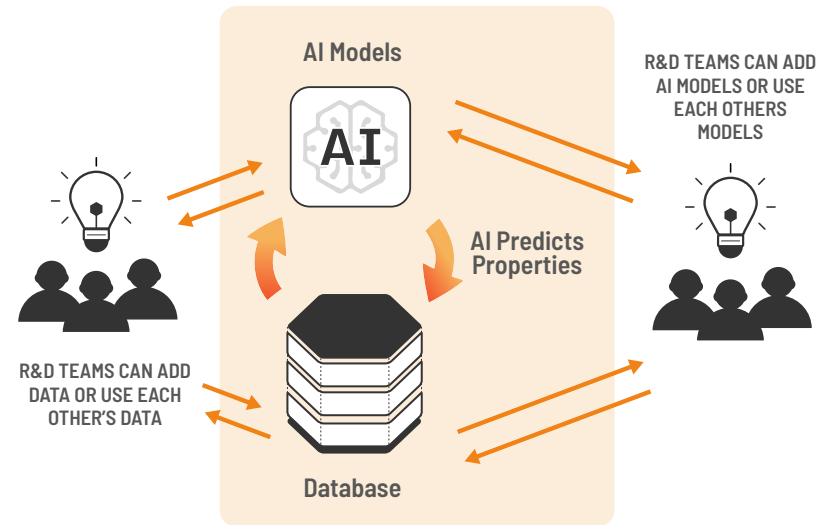 AI Models
AI
R&D TEAMS CAN ADD
AI MODELS OR USE
EACH OTHERS
MODELS
AI Predicts
Properties
R&D TEAMS CAN ADD
DATA OR USE EACH
OTHER'S DATA
Database